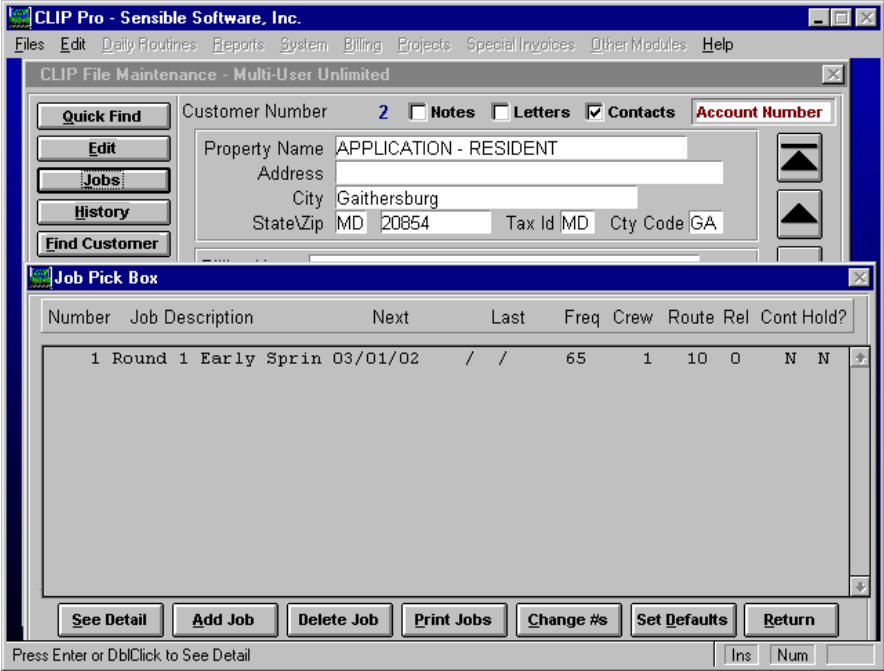 CLIP Pro - Sensible Software, Inc.
Files Edit Daily Routines Reports System Billing Projects Special Invoices Other Modules Help
CLIP File Maintenance - Multi-User Unlimited
Quick Find
Edit
Jobs
History
Find Customer
Customer Number 2 Notes Letters Contacts Account Number
Property Name APPLICATION - RESIDENT
Address
City Gaithersburg
State\Zip MD 20854 Tax Id MD Cty Code GA
Job Pick Box
Number Job Description Next Last Freq Crew Route Rel Cont Hold?
1 Round 1 Early Sprin 03/01/02 / / 65 1 10 0 N N
See Detail Add Job Delete Job Print Jobs Change #s Set Defaults Return
Press Enter or DblClick to See Detail Ins Num